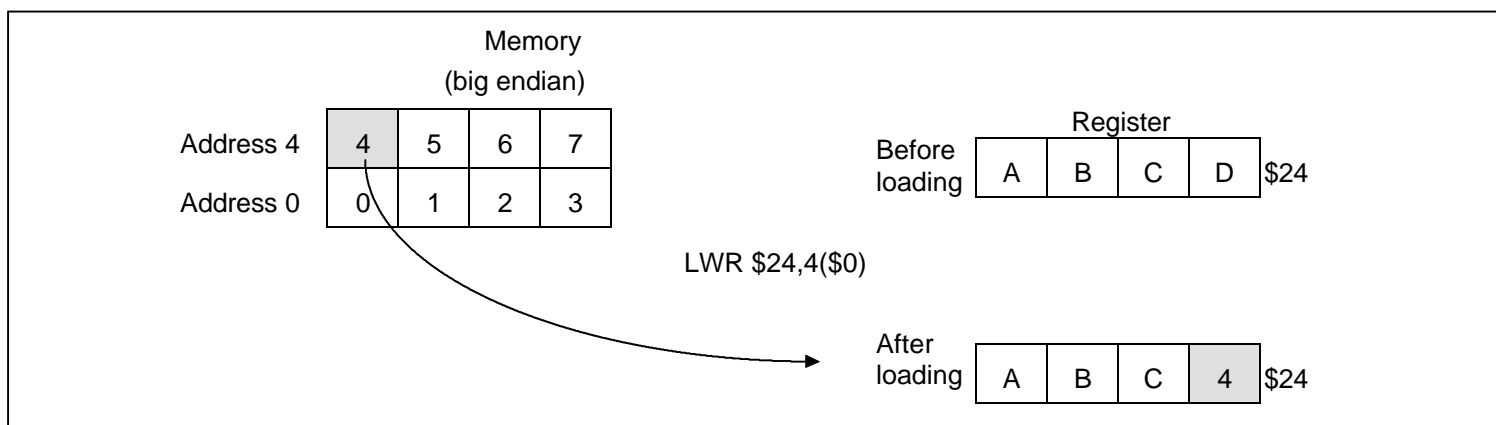 Memory
(big endian)
Address 4 4 5 6 7
Address 0 0 1 2 3
Register
Before
loading A B C D $24
LWR $24,4($0)
After
loading A B C 4 $24